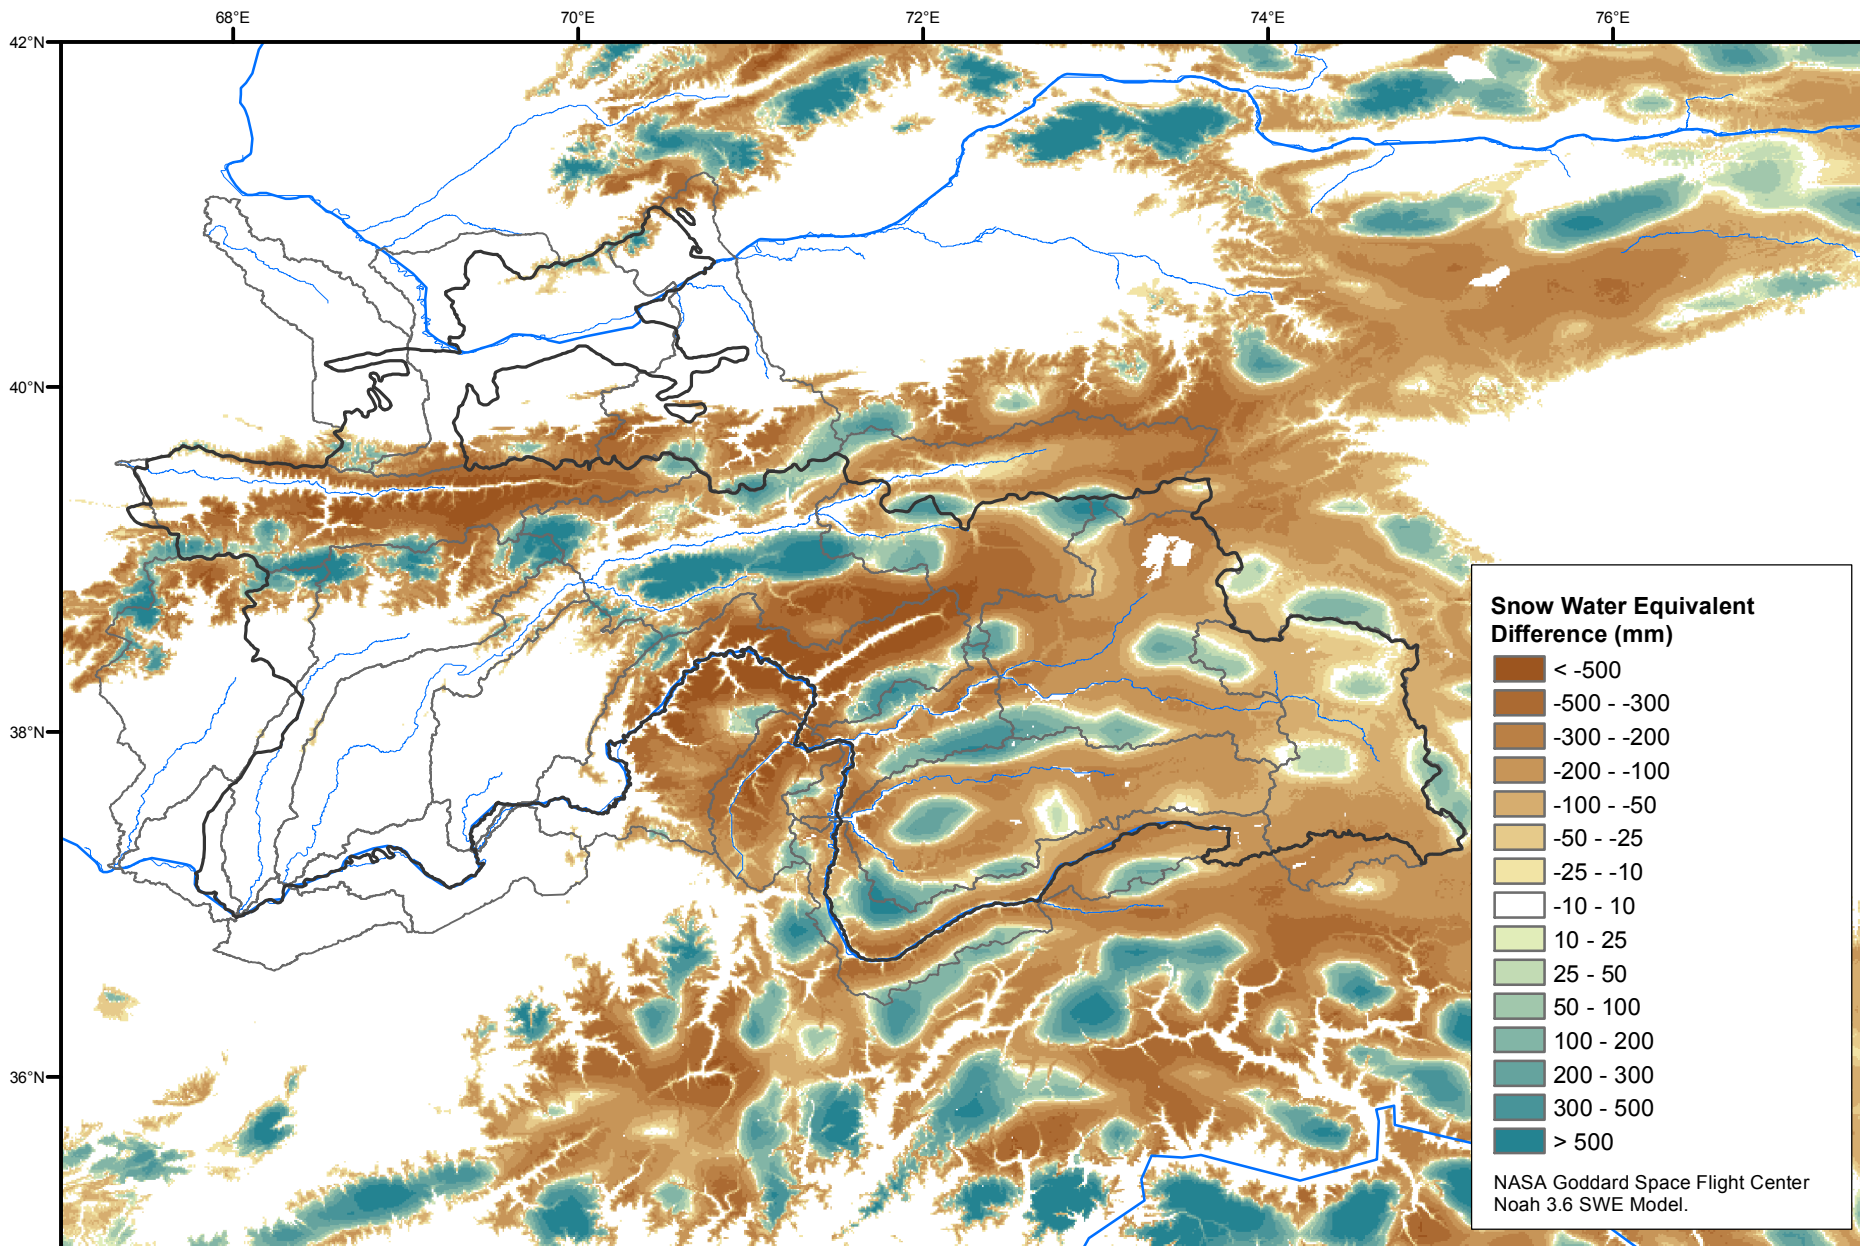 68°E
70°E
72°E
74°E
76°E
42°N
40°N
38°N
36°N
Snow Water Equivalent
Difference (mm)
< -500
-500 - -300
-300 - -200
-200 - -100
-100 - -50
-50 - -25
-25 - -10
-10 - 10
10 - 25
25 - 50
50 - 100
100 - 200
200 - 300
300 - 500
> 500
NASA Goddard Space Flight Center
Noah 3.6 SWE Model.